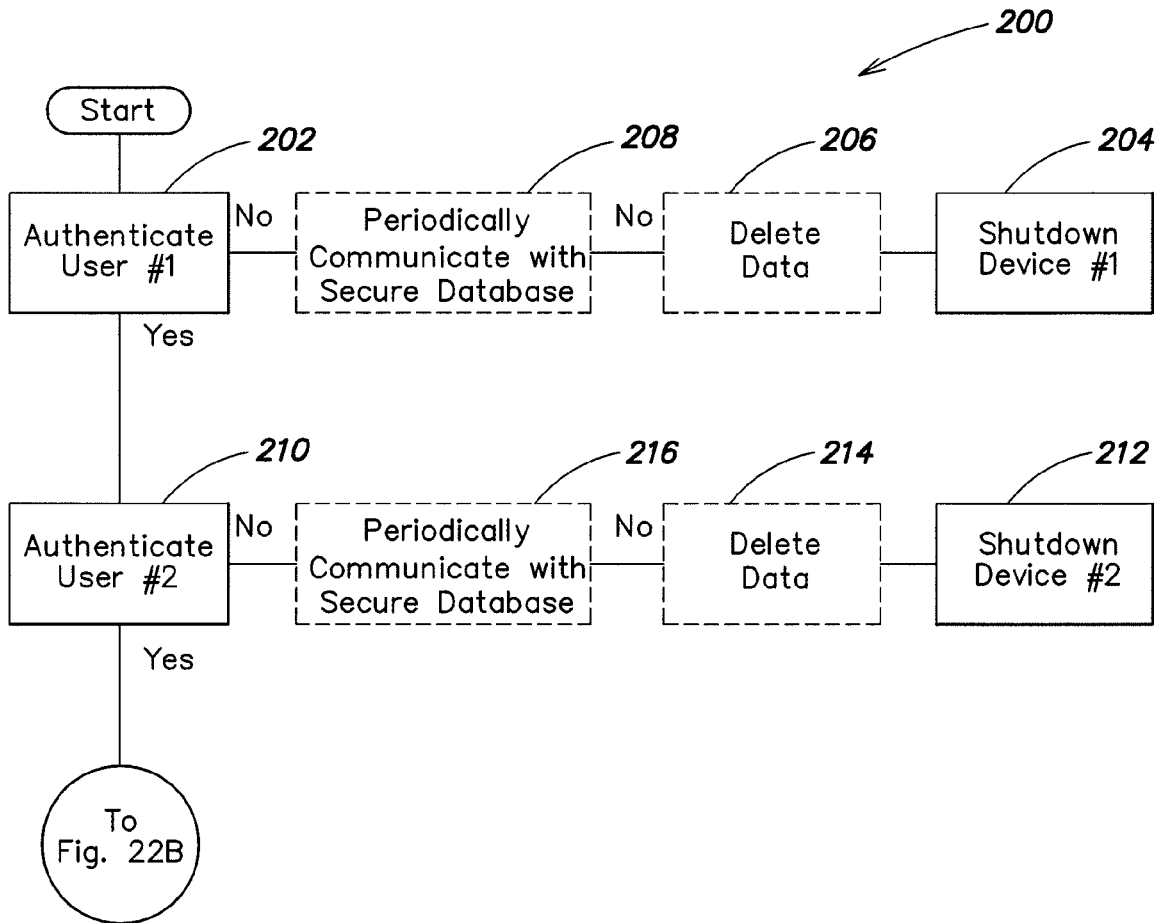 200
Start
202
208
206
204
Authenticate
User #1
No
Periodically
Communicate with
Secure Database
No
Delete
Data
Shutdown
Device #1
Yes
210
216
214
212
Authenticate
User #2
No
Periodically
Communicate with
Secure Database
No
Delete
Data
Shutdown
Device #2
Yes
To
Fig. 22B